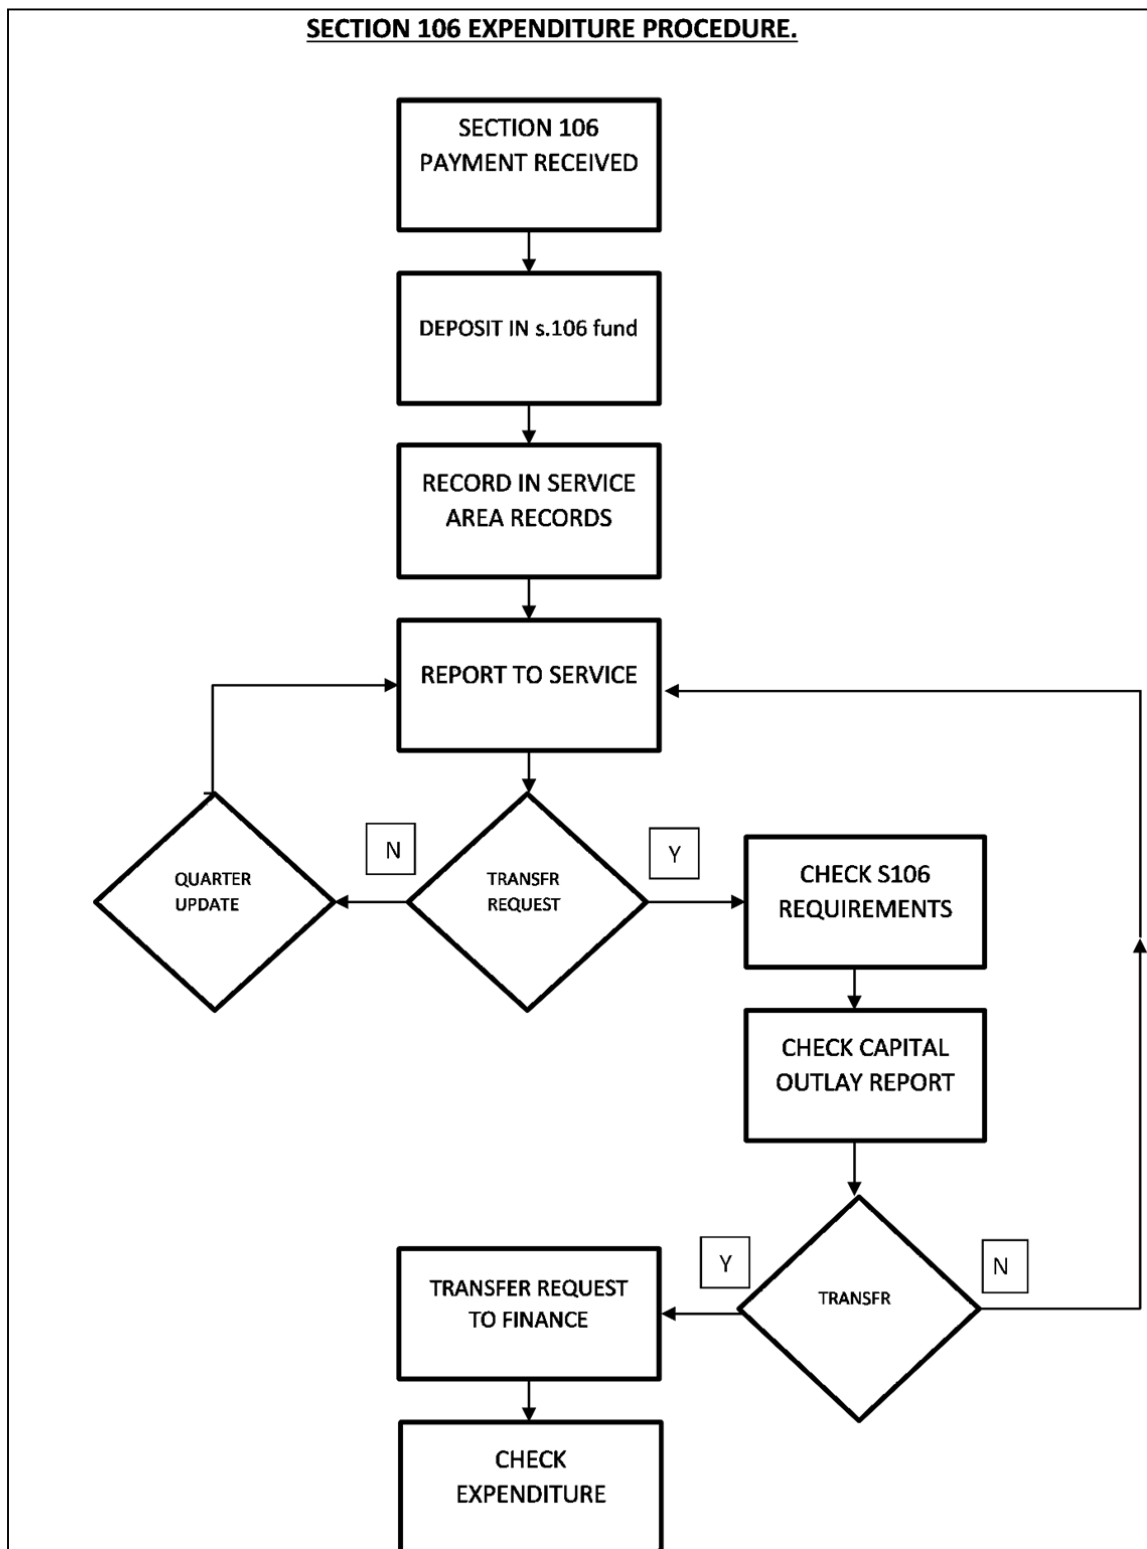 SECTION 106 EXPENDITURE PROCEDURE.
SECTION 106
PAYMENT RECEIVED
DEPOSIT IN s.106 fund
RECORD IN SERVICE
AREA RECORDS
REPORT TO SERVICE
N
Y
QUARTER
UPDATE
TRANSFR
REQUEST
CHECK S106
REQUIREMENTS
CHECK CAPITAL
OUTLAY REPORT
Y
N
TRANSFER REQUEST
TO FINANCE
TRANSFR
CHECK
EXPENDITURE